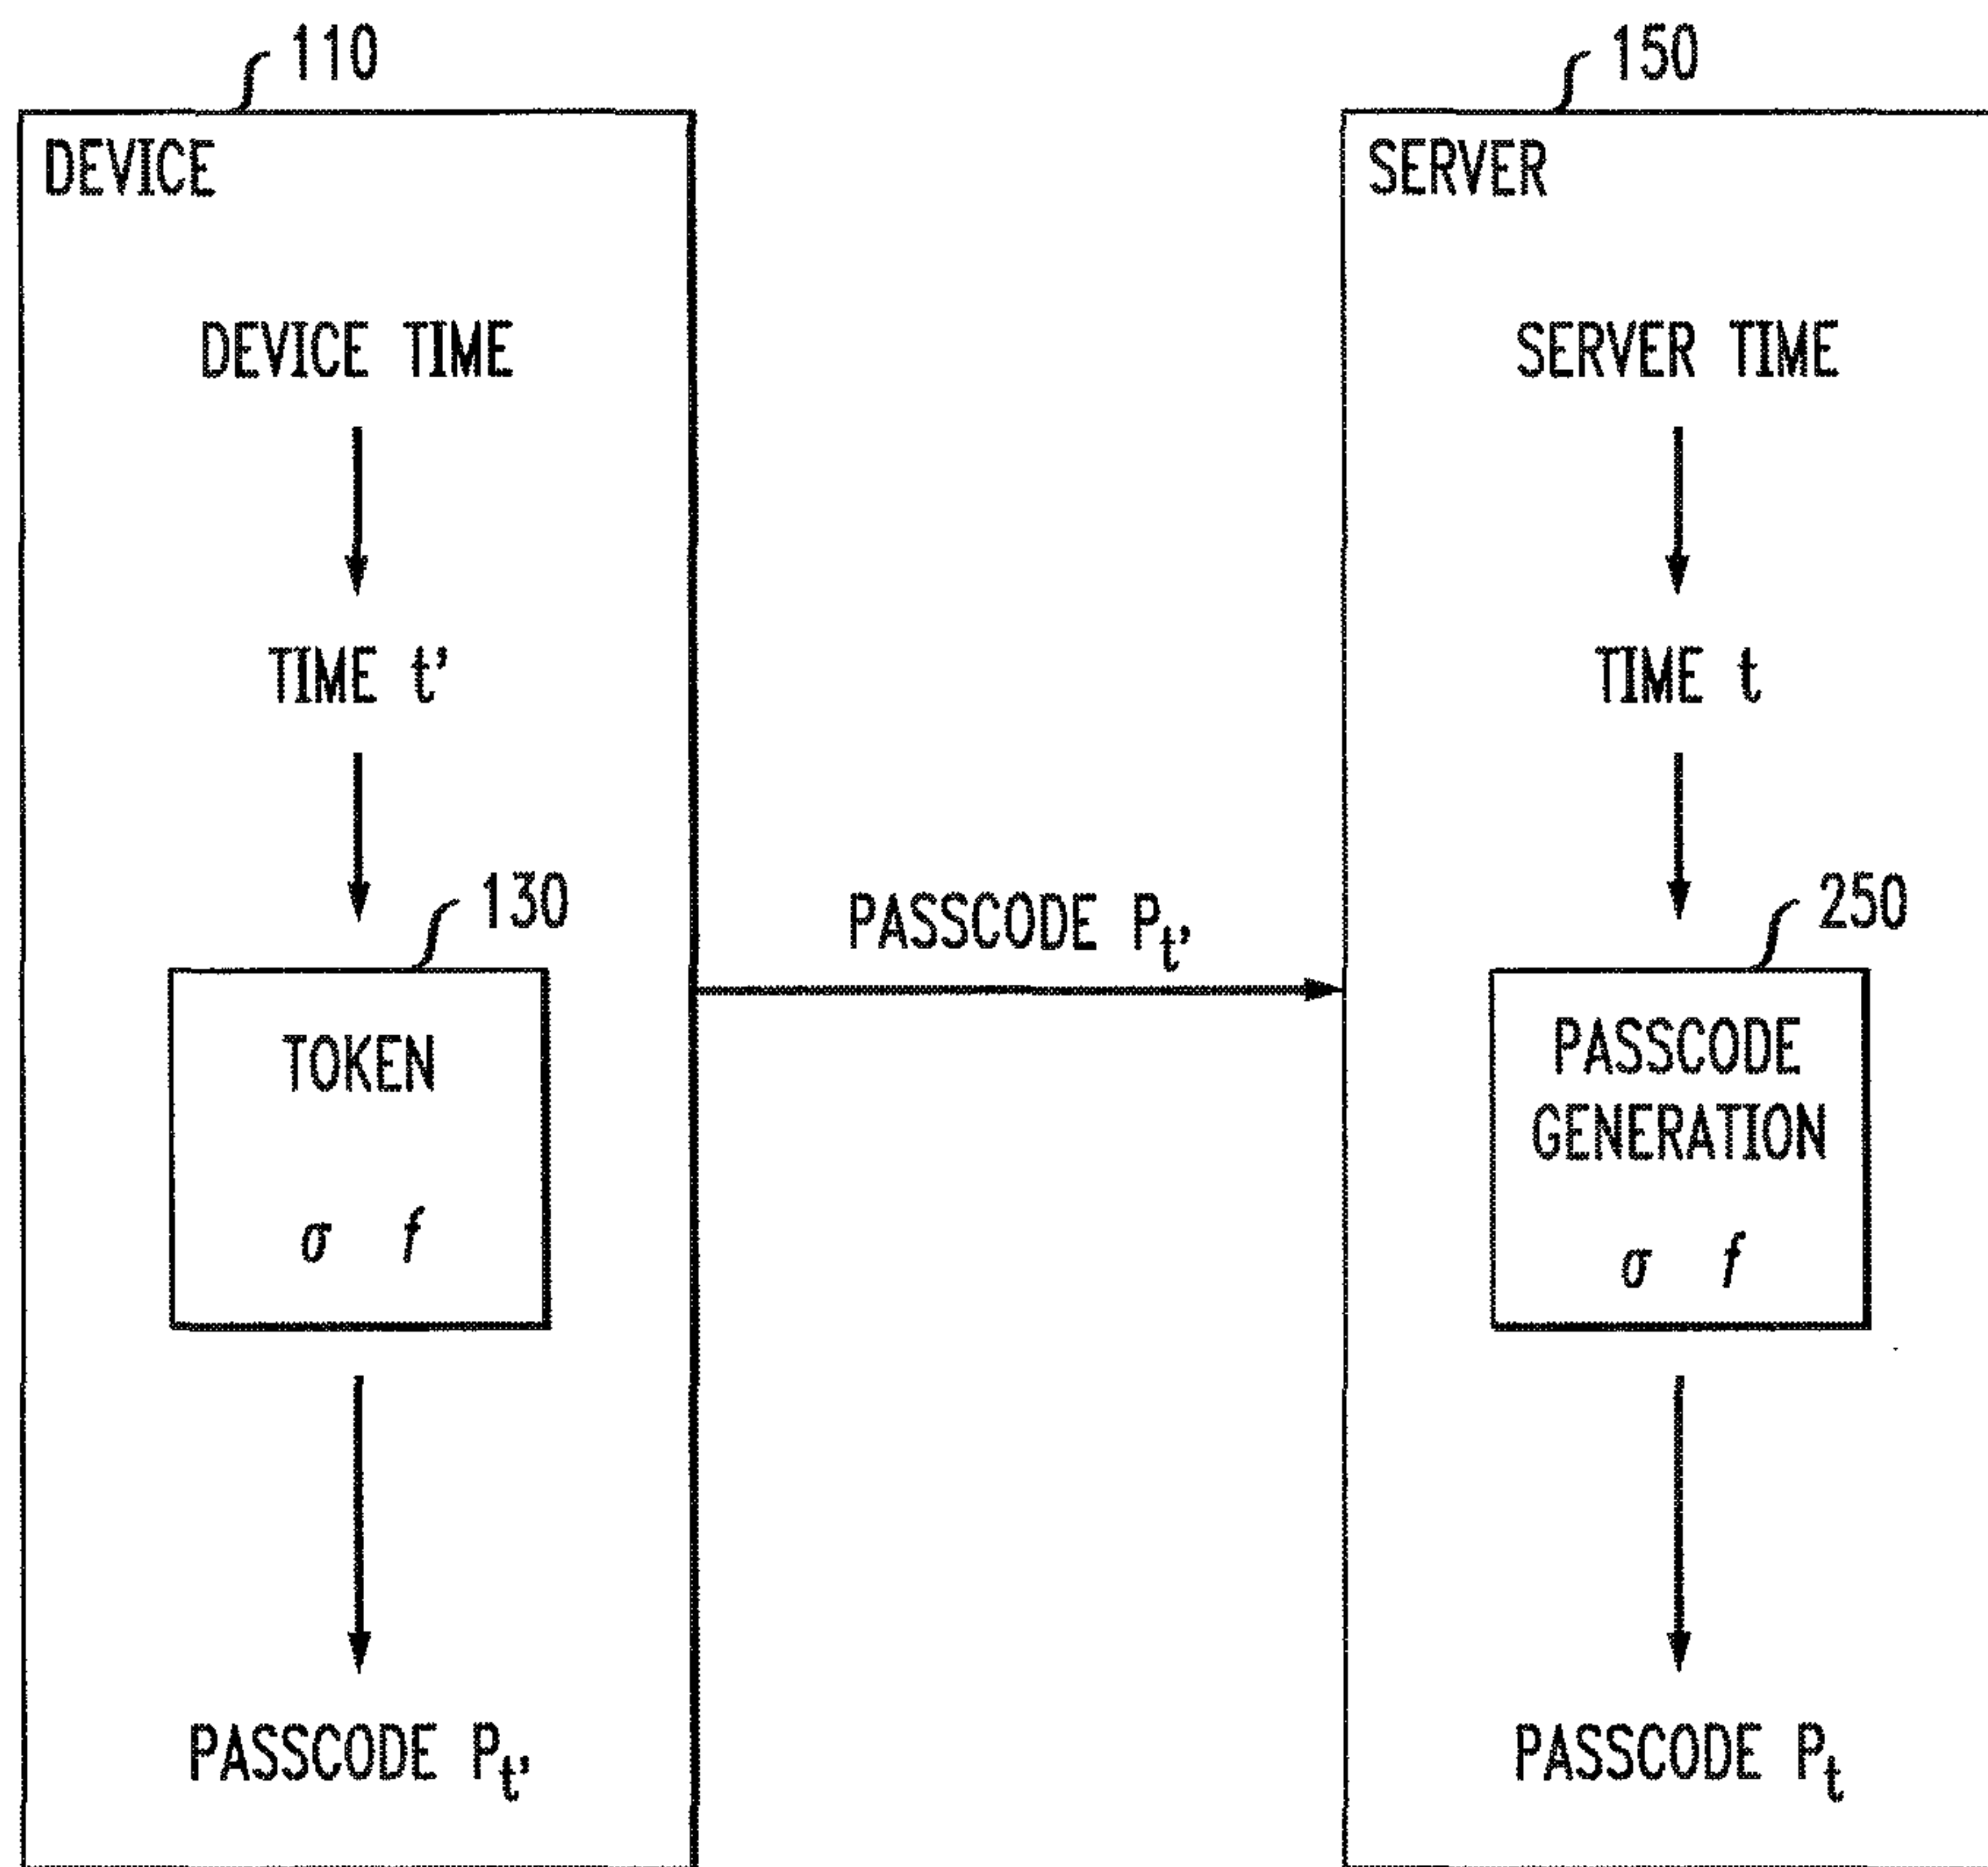 110
DEVICE
DEVICE TIME
TIME t'
130
TOKEN
σ f
PASSCODE Pt'
PASSCODE Pt'
150
SERVER
SERVER TIME
TIME t
250
PASSCODE
GENERATION
σ f
PASSCODE Pt